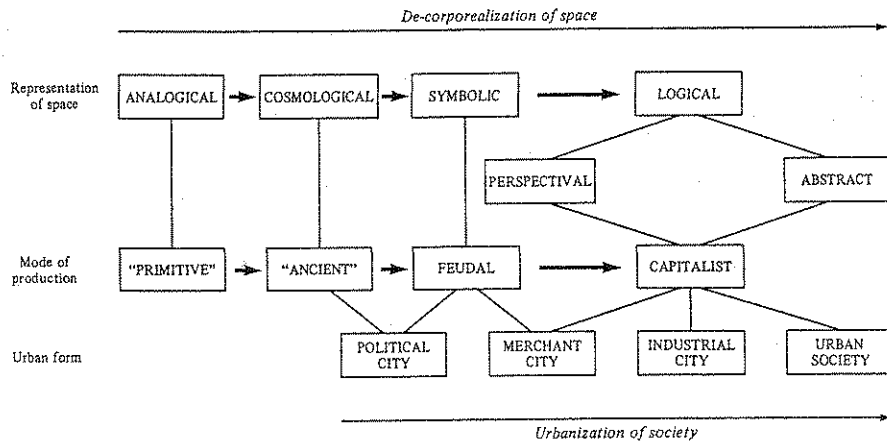 De-corporealization of space
Representation
of space
ANALOGICAL
COSMOLOGICAL
SYMBOLIC
LOGICAL
PERSPECTIVAL
ABSTRACT
Mode of
production
"PRIMITIVE"
"ANCIENT"
FEUDAL
CAPITALIST
Urban form
POLITICAL
CITY
MERCHANT
CITY
INDUSTRIAL
CITY
URBAN
SOCIETY
Urbanization of society